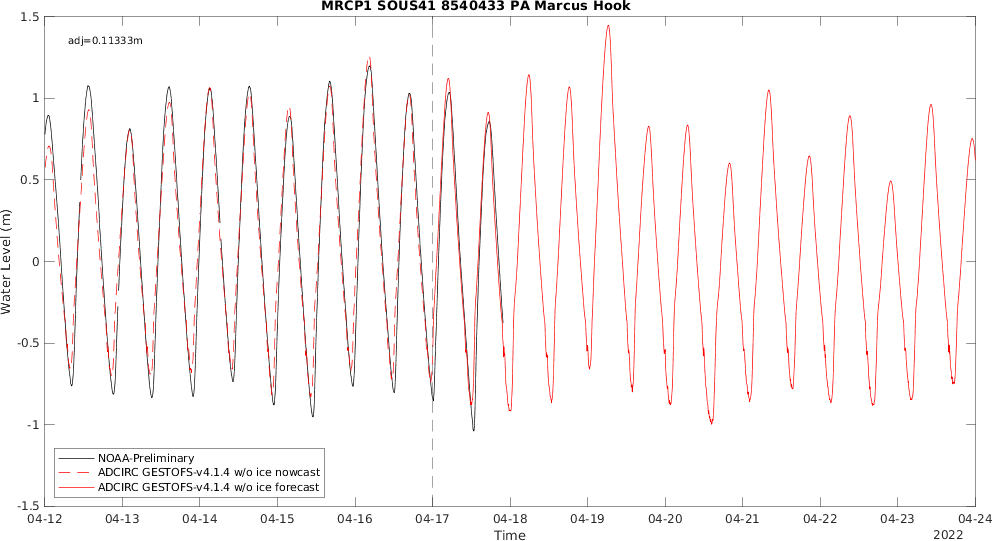 MRCP1 SOUS41 8540433 PA Marcus Hook
adj=0.11333m
1.5
1
0.5
0
-0.5
-1
-1.5
Water Level (m)
NOAA-Preliminary
ADCIRC GESTOFS-v4.1.4 w/o ice nowcast
ADCIRC GESTOFS-v4.1.4 w/o ice forecast
04-12 04-13 04-14 04-15 04-16 04-17 04-18 04-19 04-20 04-21 04-22 04-23 04-24
Time
2022